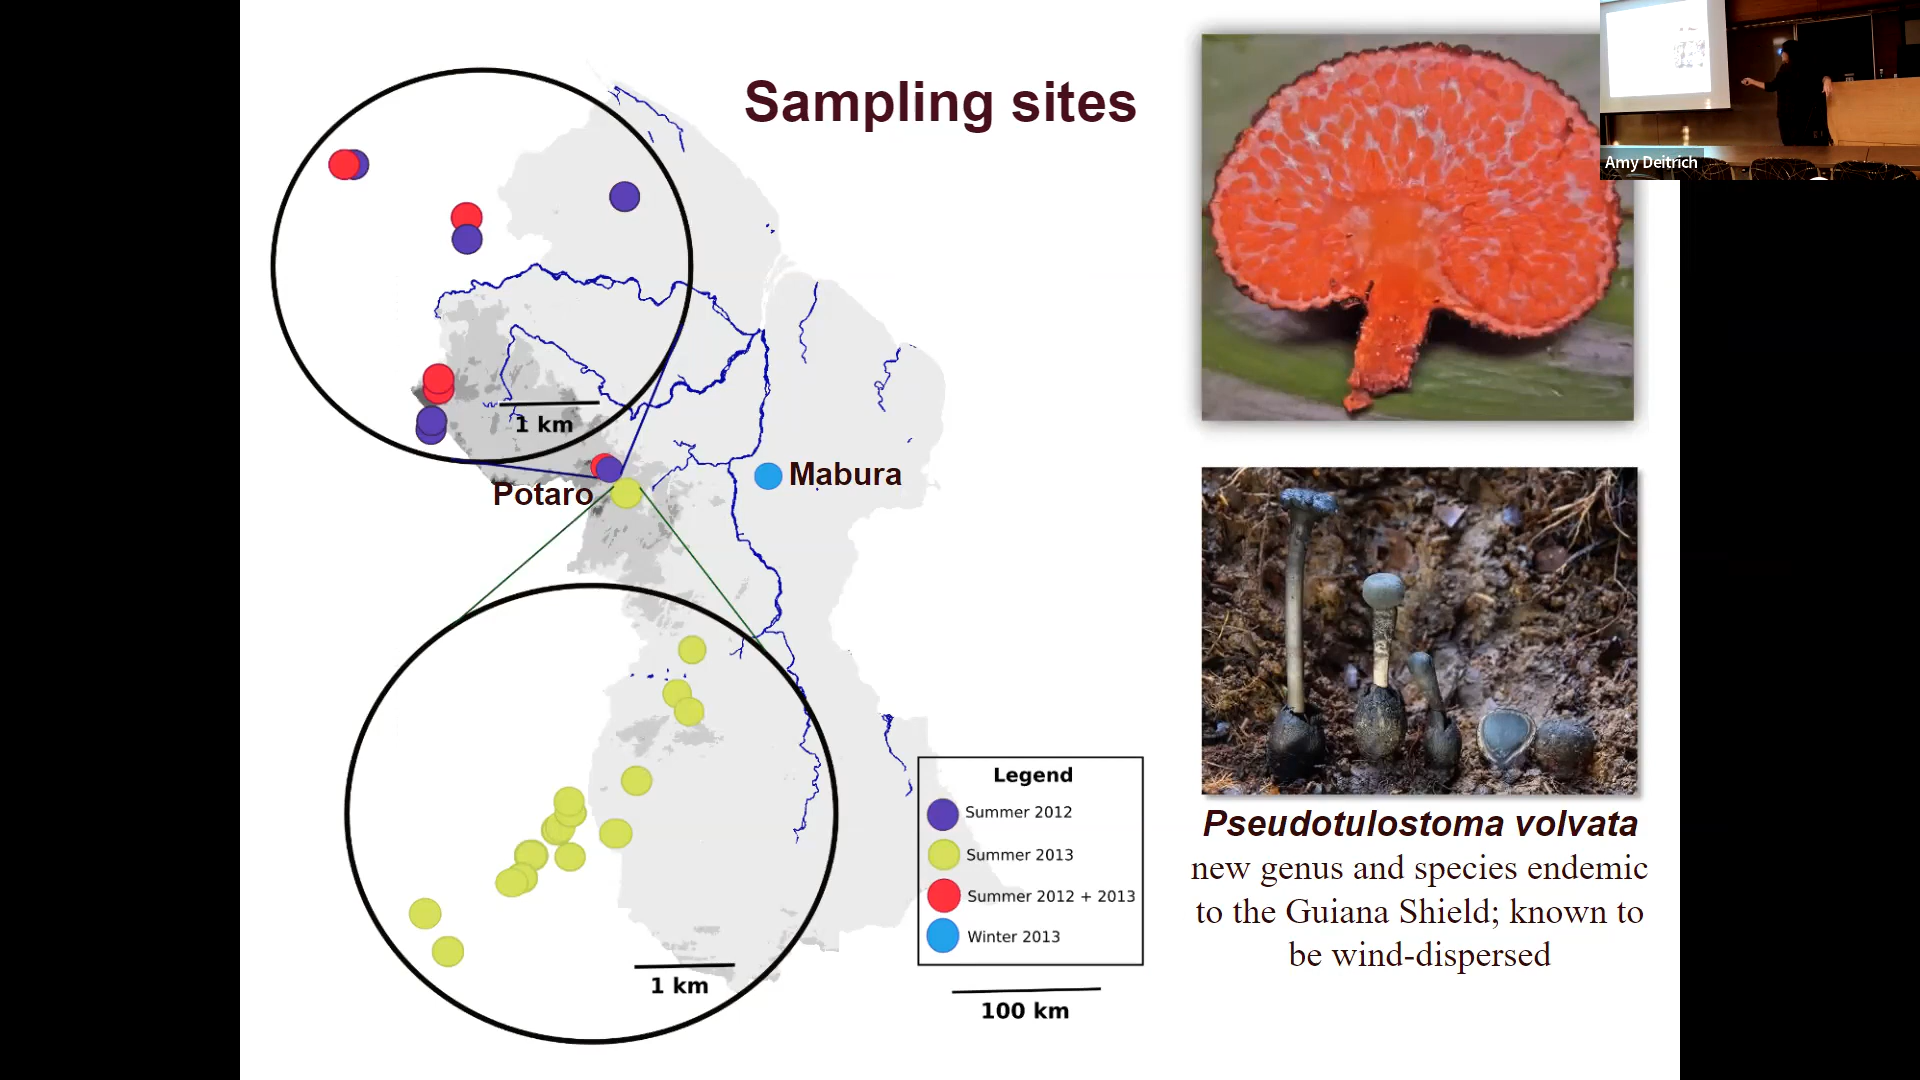 Sampling sites
Amy Deitrich
1 km
Potaro
Mabura
1 km
Legend
Summer 2012
Summer 2013
Summer 2012 + 2013
Winter 2013
100 km
Pseudotulostoma volvata
new genus and species endemic
to the Guiana Shield; known to
be wind-dispersed